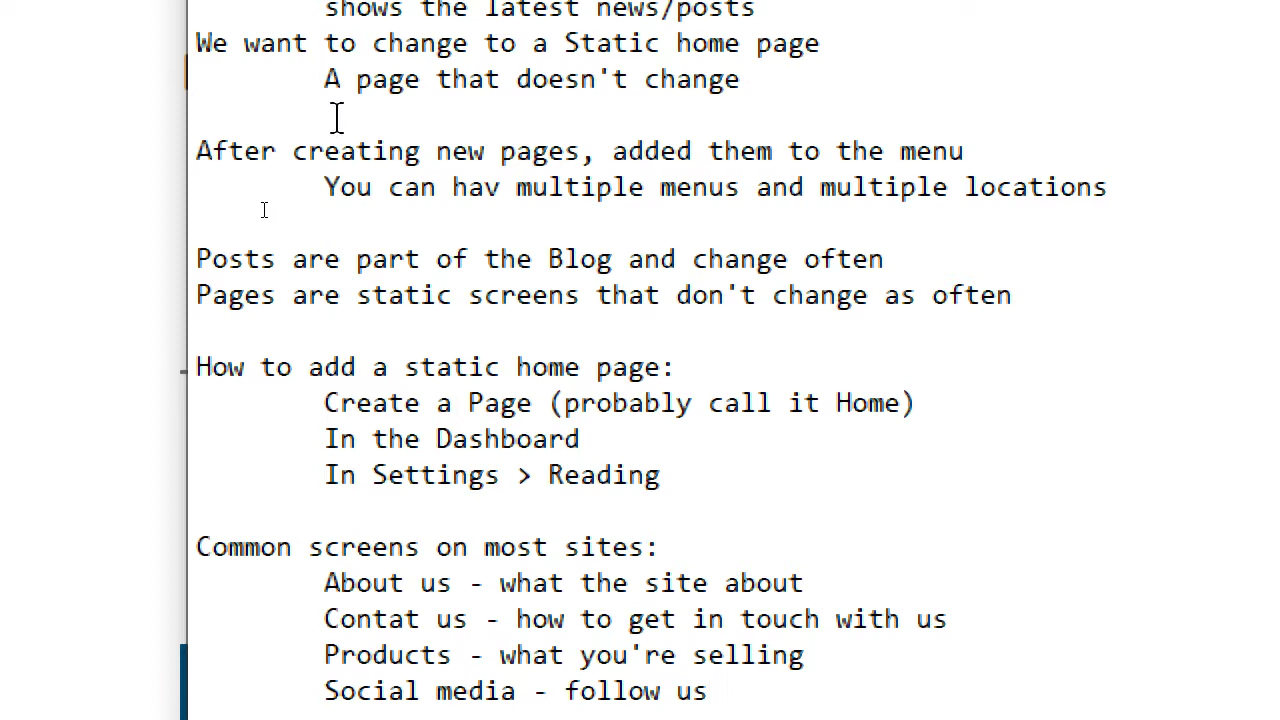 shows the latest news/posts
We want to change to a Static home page
A page that doesn't change
After creating new pages, added them to the menu
You can hav multiple menus and multiple locations
Posts are part of the Blog and change often
Pages are static screens that don't change as often
How to add a static home page:
Create a Page (probably call it Home)
In the Dashboard
In Settings > Reading
Common screens on most sites:
About us - what the site about
Contat us - how to get in touch with us
Products - what you're selling
Social media - follow us